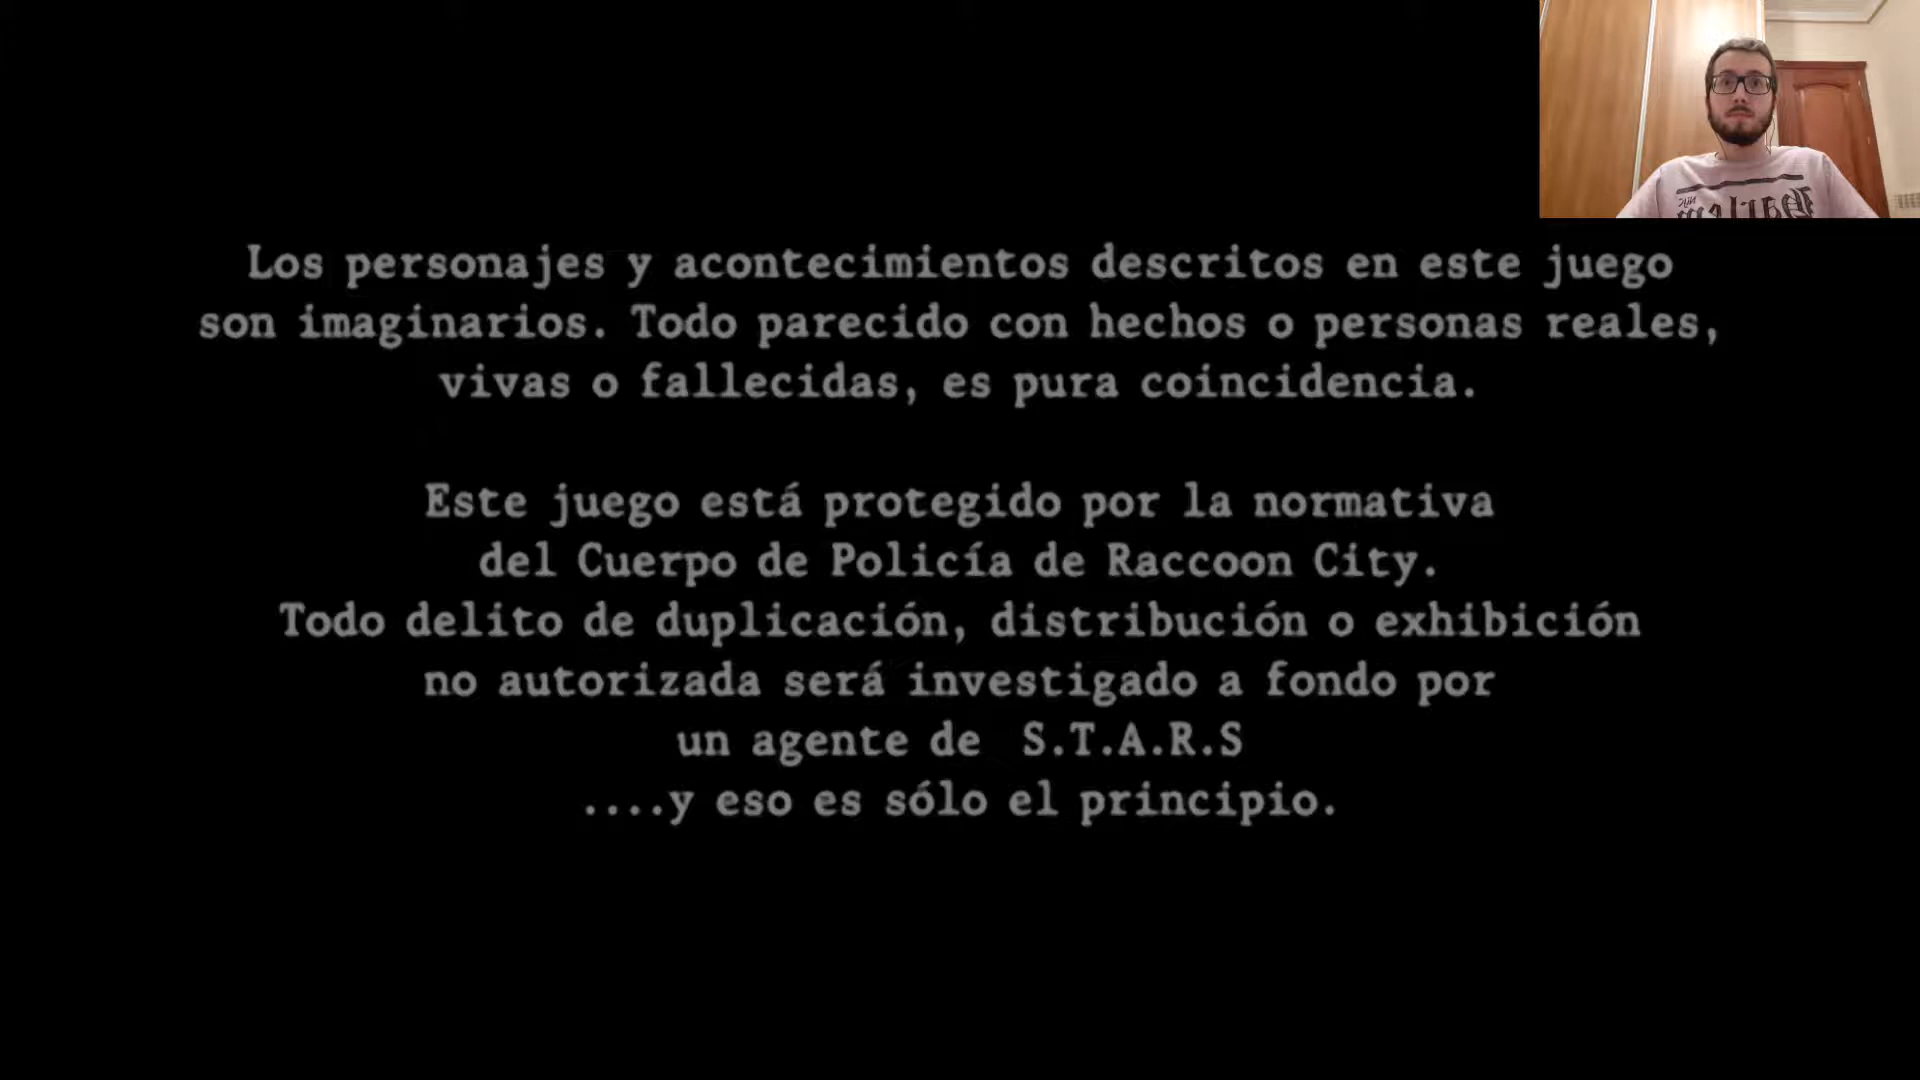 Los personajes y acontecimientos descritos en este juego
son imaginarios. Todo parecido con hechos o personas reales,
vivas o fallecidas, es pura coincidencia.
Este juego está protegido por la normativa
del Cuerpo de Policía de Raccoon City.
Todo delito de duplicación, distribución o exhibición
no autorizada será investigado a fondo por
un agente de S.T.A.R.S
....y eso es sólo el principio.